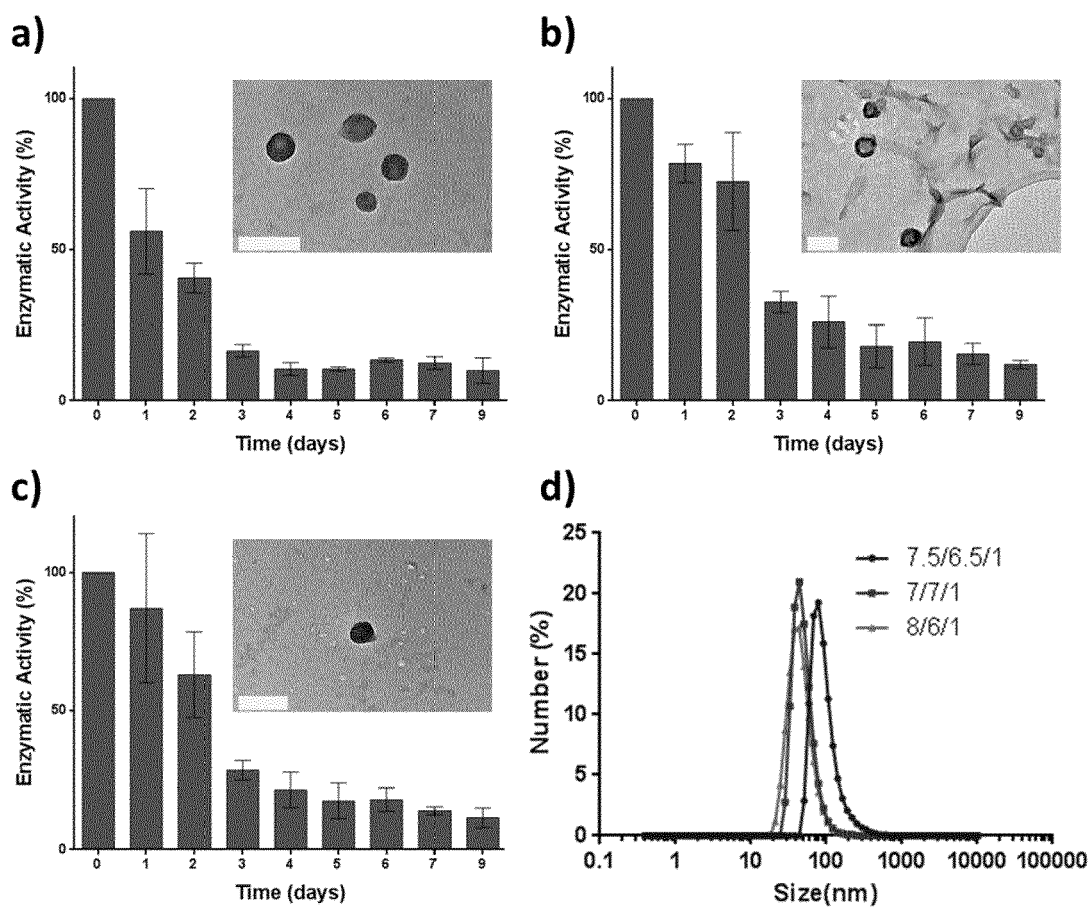 a)
Enzymatic Activity (%)
100
50
0
0 1 2 3 4 5 6 7 9
Time (days)
b)
Enzymatic Activity (%)
100
50
0
0 1 2 3 4 5 6 7 9
Time (days)
c)
Enzymatic Activity (%)
100
50
0
0 1 2 3 4 5 6 7 9
Time (days)
d)
Number (%)
25
20
15
10
5
0
7.5/6.5/1
7/7/1
8/6/1
0.1 1 10 100 1000 10000 100000
Size(nm)